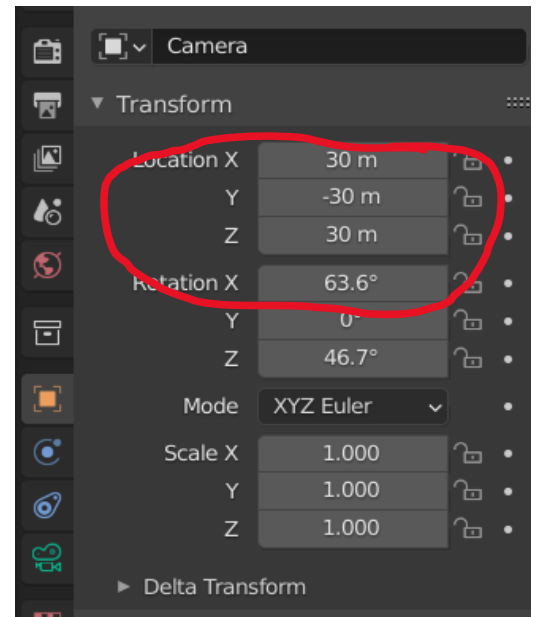 Camera
Transform
Location X 30 m
Y -30 m
Z 30 m
Rotation X 63.6°
Y 0°
Z 46.7°
Mode XYZ Euler
Scale X 1.000
Y 1.000
Z 1.000
Delta Transform